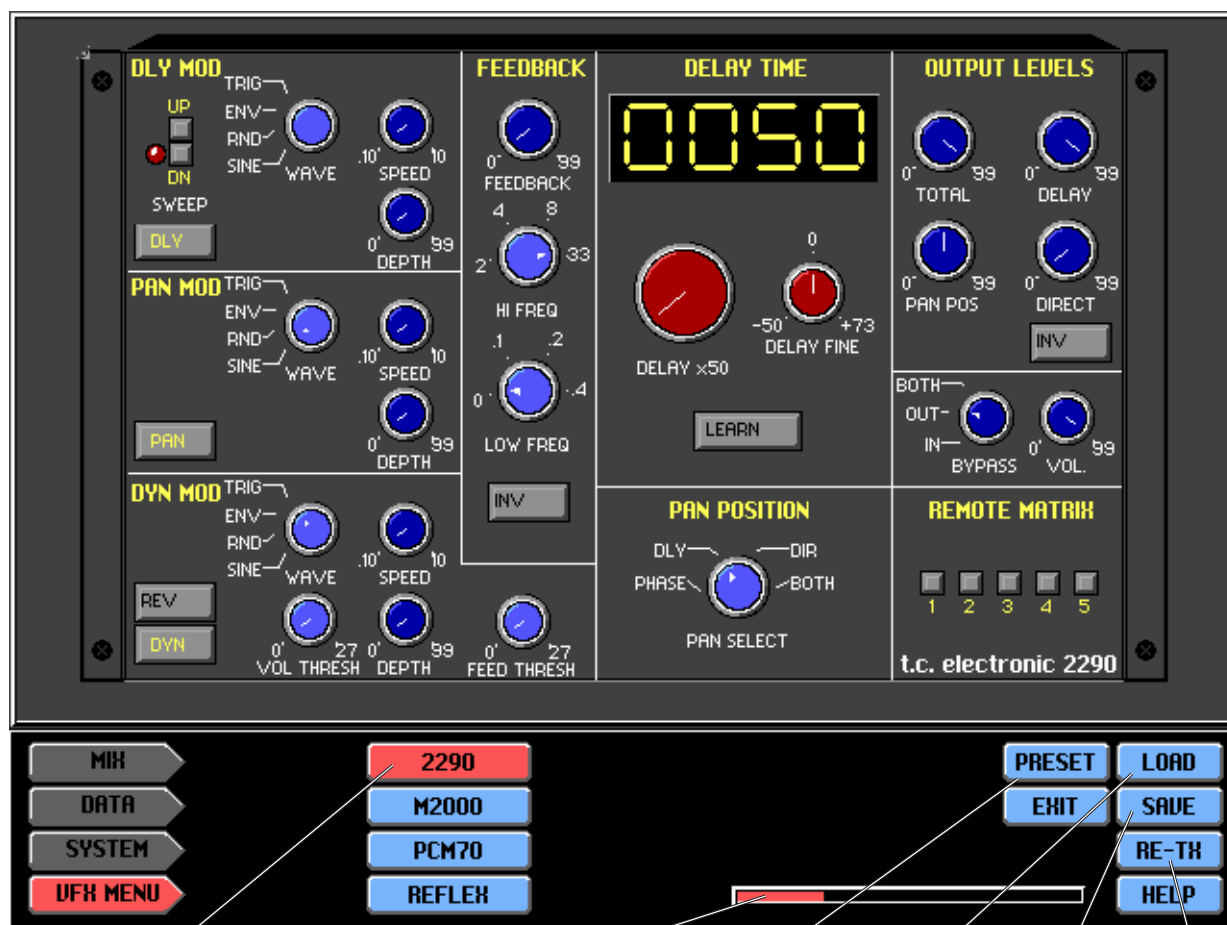 DLY MOD
TRIG
ENV
RND
SINE
WAVE
UP
DN
SWEEP
DLY
.10 10
SPEED
0 99
DEPTH
PAN MOD
TRIG
ENV
RND
SINE
WAVE
.10 10
SPEED
PAN
0 99
DEPTH
DYN MOD
TRIG
ENV
RND
SINE
WAVE
.10 10
SPEED
REV
DYN
0 27
VOL THRESH
0 99
DEPTH
FEEDBACK
0 99
FEEDBACK
4 8
2 33
HI FREQ
.1 .2
0 .4
LOW FREQ
INV
0 27
FEED THRESH
DELAY TIME
0050
DELAY x50
0
-50 +73
DELAY FINE
LEARN
PAN POSITION
DLY DIR
PHASE BOTH
PAN SELECT
OUTPUT LEVELS
0 99
TOTAL
0 99
DELAY
0 99
PAN POS
0 99
DIRECT
INV
BOTH
OUT
IN
BYPASS
0 99
VOL.
REMOTE MATRIX
1 2 3 4 5
t.c. electronic 2290
MIX
DATA
SYSTEM
VFX MENU
2290
M2000
PCM70
REFLEX
PRESET
LOAD
EXIT
SAVE
RE-TX
HELP